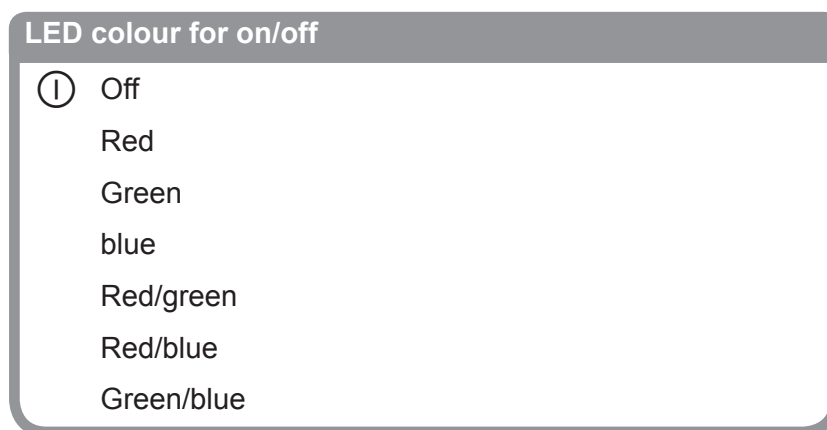 LED colour for on/off
Off
Red
Green
blue
Red/green
Red/blue
Green/blue